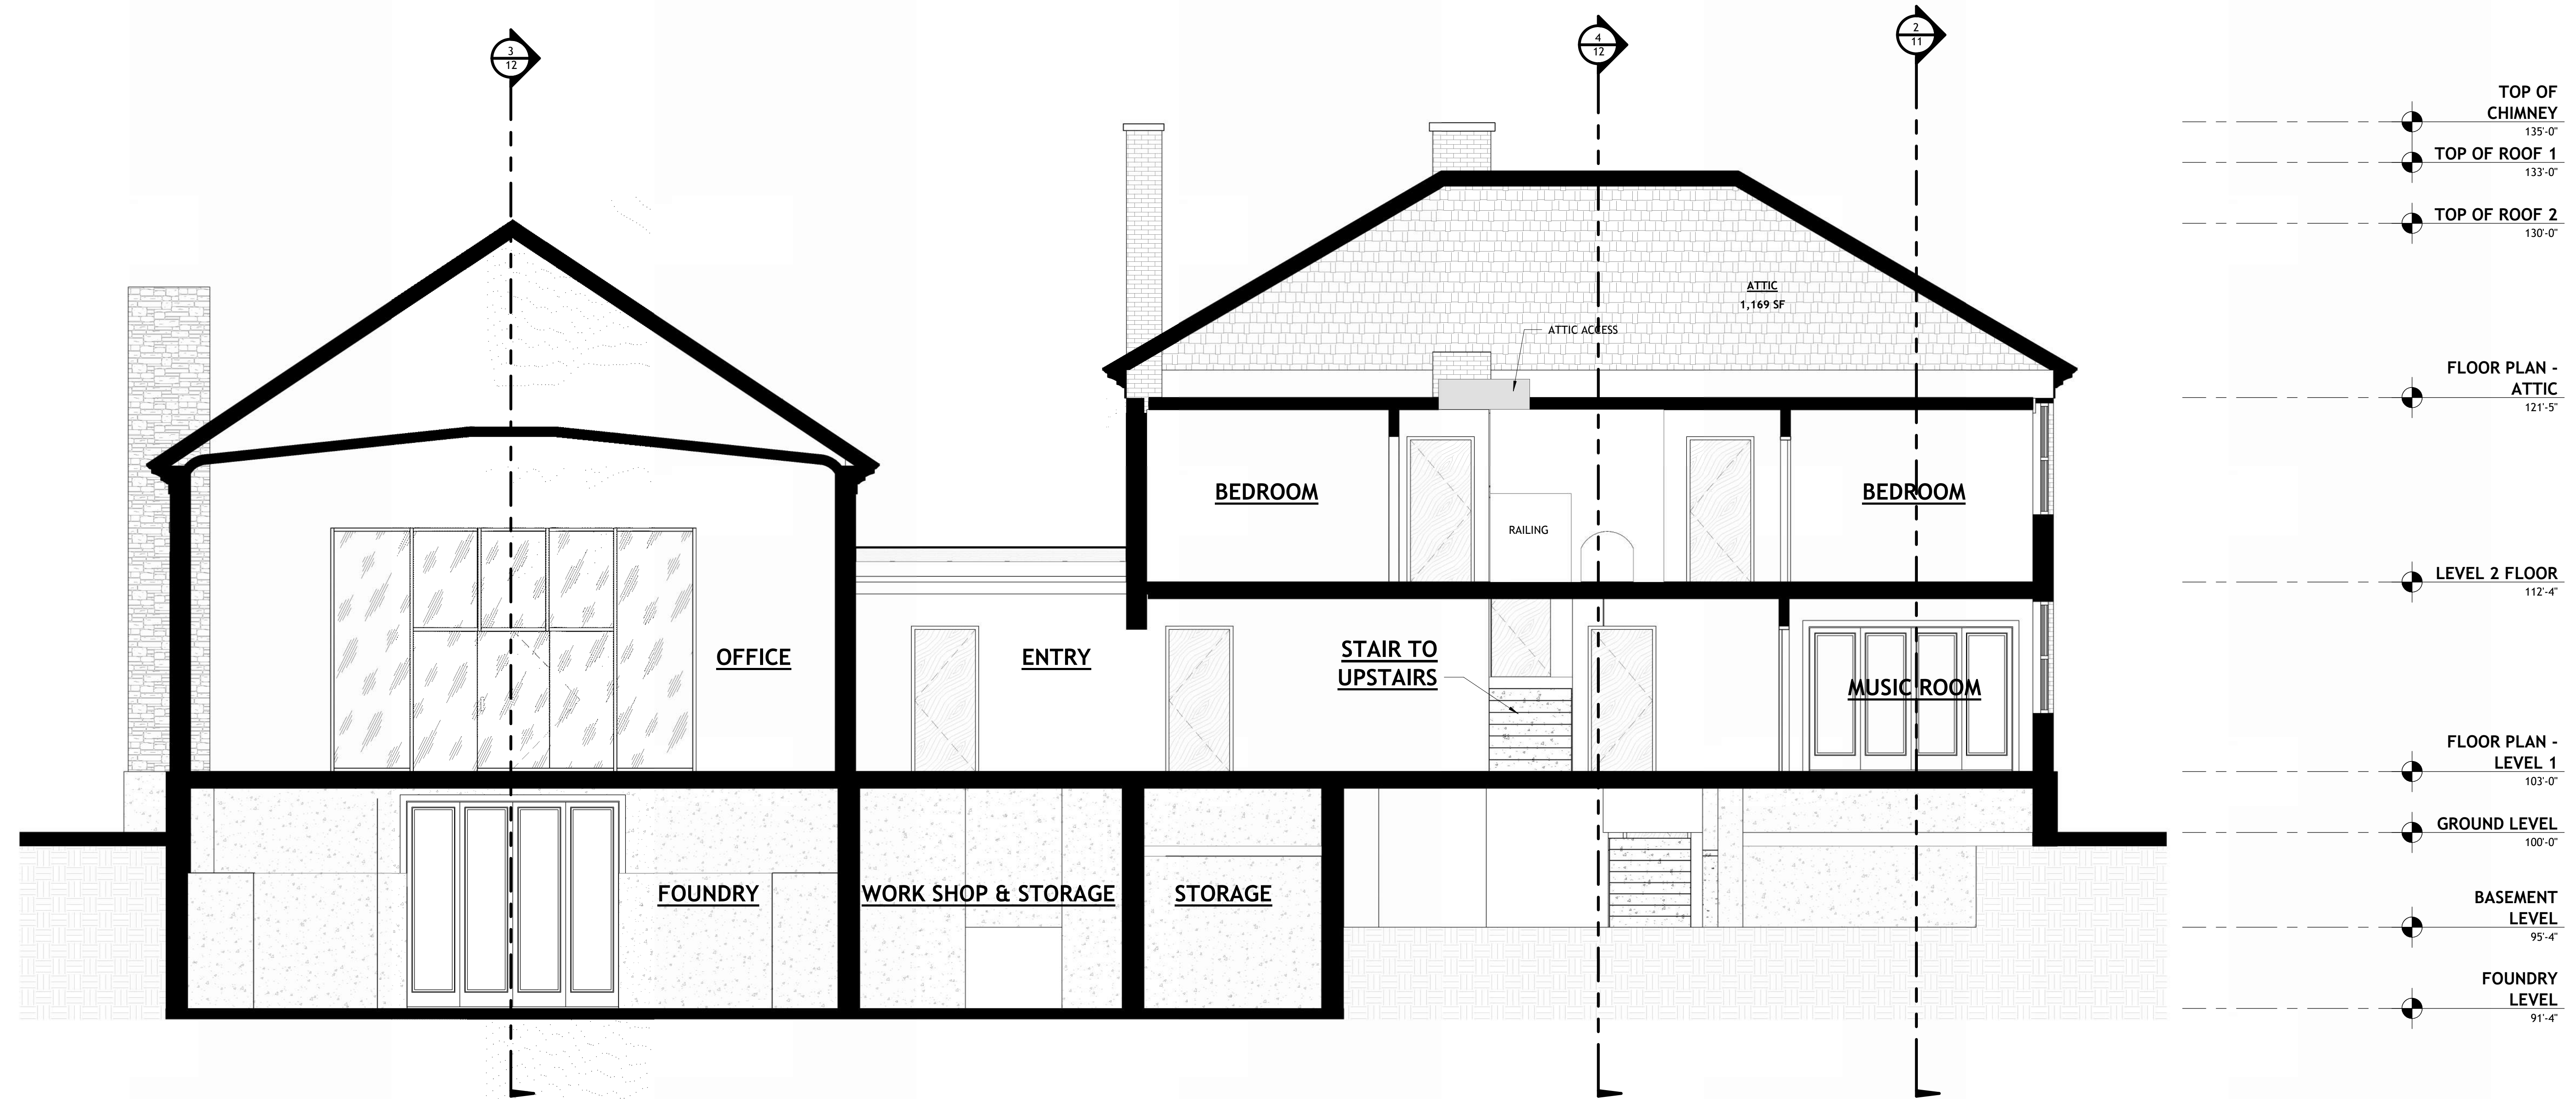 3
12
4
12
2
11
TOP OF
CHIMNEY
135'-0"
TOP OF ROOF 1
133'-0"
TOP OF ROOF 2
130'-0"
ATTIC
1,169 SF
ATTIC ACCESS
FLOOR PLAN -
ATTIC
121'-5"
BEDROOM
RAILING
BEDROOM
LEVEL 2 FLOOR
112'-4"
OFFICE
ENTRY
STAIR TO
UPSTAIRS
MUSIC ROOM
FLOOR PLAN -
LEVEL 1
103'-0"
GROUND LEVEL
100'-0"
FOUNDRY
WORK SHOP & STORAGE
STORAGE
BASEMENT
LEVEL
95'-4"
FOUNDRY
LEVEL
91'-4"